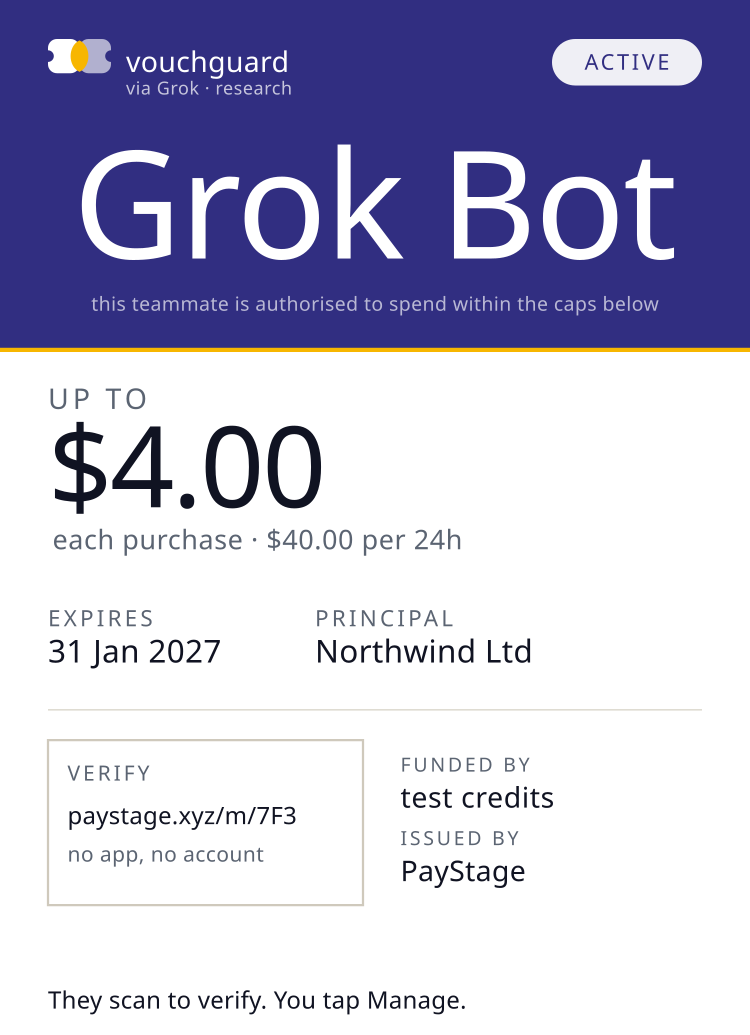 vouchguard
via Grok · research
ACTIVE
Grok Bot
this teammate is authorised to spend within the caps below
UP TO
$4.00
each purchase · $40.00 per 24h
EXPIRES
31 Jan 2027
PRINCIPAL
Northwind Ltd
VERIFY
paystage.xyz/m/7F3
no app, no account
FUNDED BY
test credits
ISSUED BY
PayStage
They scan to verify. You tap Manage.